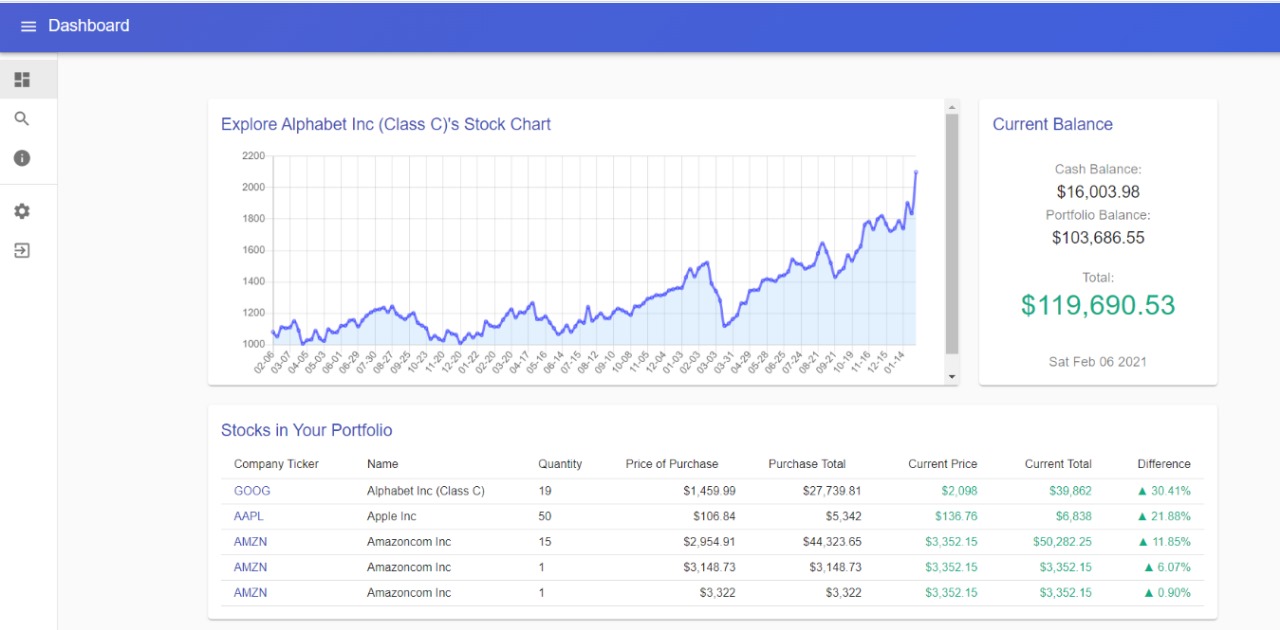 Dashboard
Explore Alphabet Inc (Class C)'s Stock Chart
2200
2000
1800
1600
1400
1200
1000
02-06 03-07 04-05 05-03 06-01 06-29 07-30 08-27 09-25 10-23 11-20 12-20 01-22 02-20 03-20 04-17 05-16 06-14 07-15 08-12 09-10 10-08 11-05 12-04 01-03 02-03 03-03 03-31 04-29 05-28 06-25 07-24 08-21 09-21 10-19 11-16 12-15 01-14
Current Balance
Cash Balance:
$16,003.98
Portfolio Balance:
$103,686.55
Total:
$119,690.53
Sat Feb 06 2021
Stocks in Your Portfolio
Company Ticker Name Quantity Price of Purchase Purchase Total Current Price Current Total Difference
GOOG Alphabet Inc (Class C) 19 $1,459.99 $27,739.81 $2,098 $39,862 ▲ 30.41%
AAPL Apple Inc 50 $106.84 $5,342 $136.76 $6,838 ▲ 21.88%
AMZN Amazoncom Inc 15 $2,954.91 $44,323.65 $3,352.15 $50,282.25 ▲ 11.85%
AMZN Amazoncom Inc 1 $3,148.73 $3,148.73 $3,352.15 $3,352.15 ▲ 6.07%
AMZN Amazoncom Inc 1 $3,322 $3,322 $3,352.15 $3,352.15 ▲ 0.90%